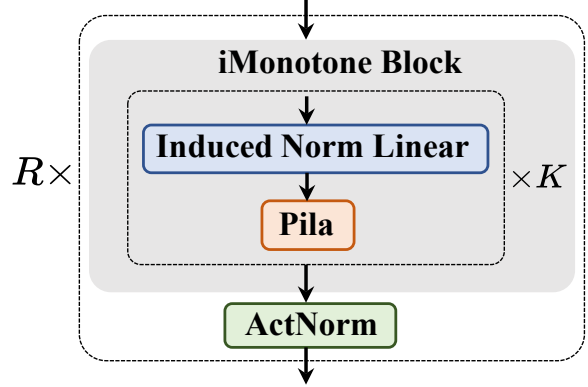 iMonotone Block
Induced Norm Linear
R×
×K
Pila
ActNorm